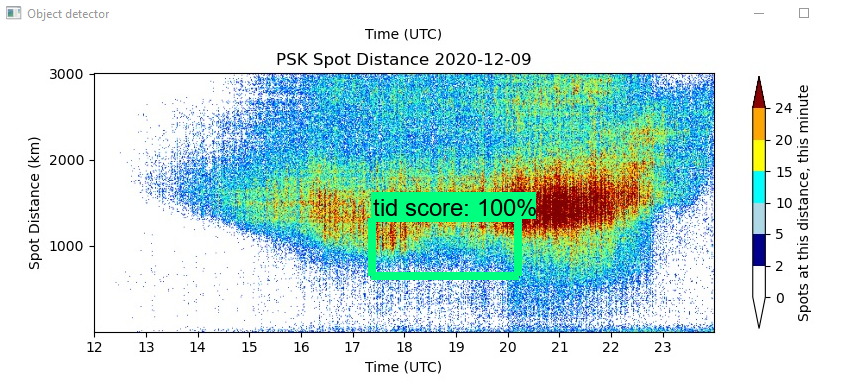 Object detector
Time (UTC)
PSK Spot Distance 2020-12-09
Spot Distance (km)
3000
2000
1000
tid score: 100%
12 13 14 15 16 17 18 19 20 21 22 23
Time (UTC)
24
20
15
10
5
2
0
Spots at this distance, this minute